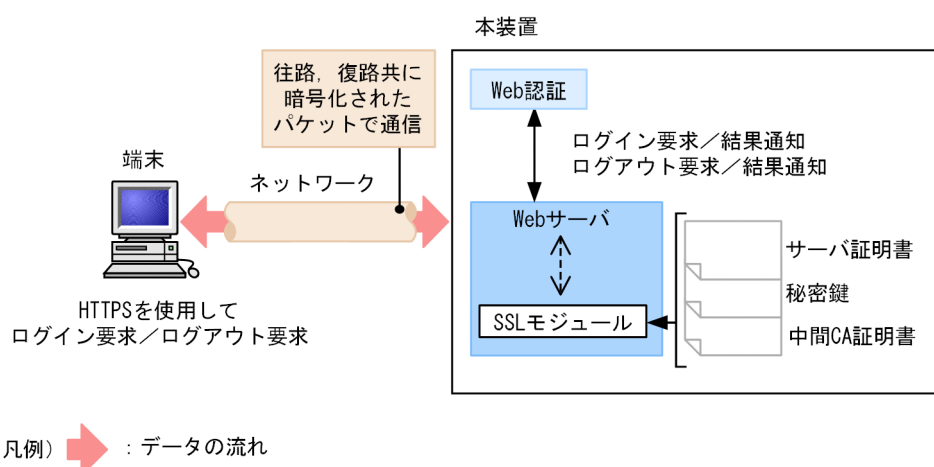 本装置
往路，復路共に
暗号化された
パケットで通信
Web認証
ログイン要求／結果通知
ログアウト要求／結果通知
端末
ネットワーク
Webサーバ
サーバ証明書
秘密鍵
SSLモジュール
中間CA証明書
HTTPSを使用して
ログイン要求／ログアウト要求
凡例） ：データの流れ